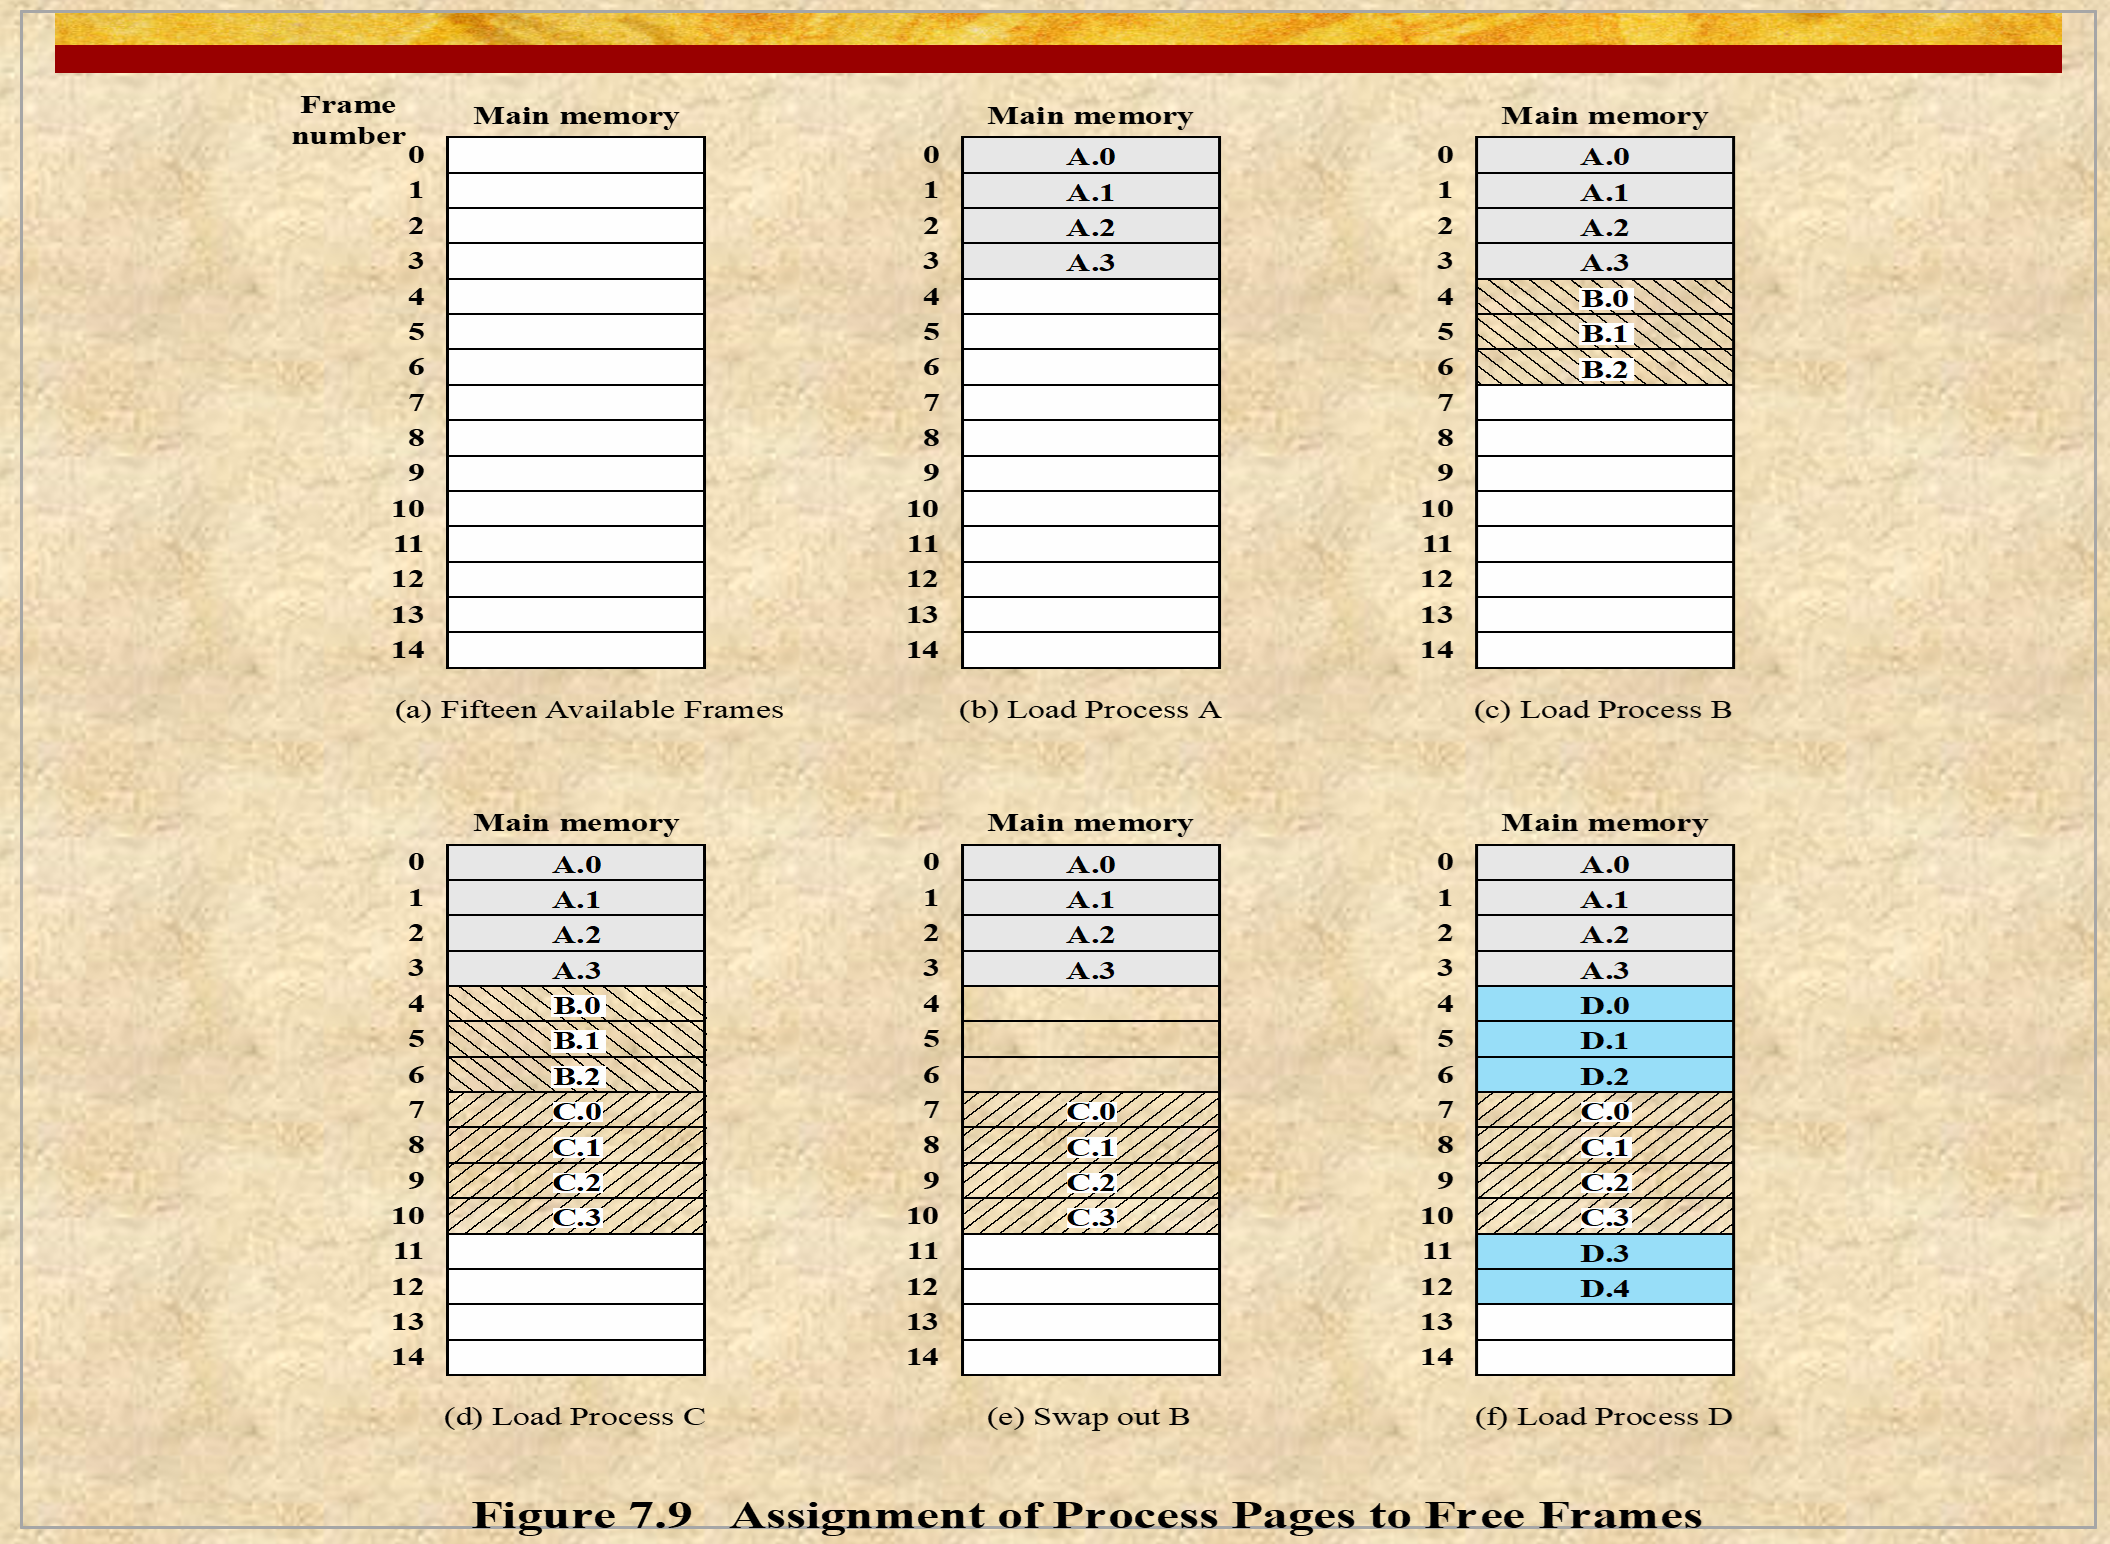 Frame
number
Main memory
0
1
2
3
4
5
6
7
8
9
10
11
12
13
14
(a) Fifteen Available Frames
Main memory
0 A.0
1 A.1
2 A.2
3 A.3
4
5
6
7
8
9
10
11
12
13
14
(b) Load Process A
Main memory
0 A.0
1 A.1
2 A.2
3 A.3
4 B.0
5 B.1
6 B.2
7
8
9
10
11
12
13
14
(c) Load Process B
Main memory
0 A.0
1 A.1
2 A.2
3 A.3
4 B.0
5 B.1
6 B.2
7 C.0
8 C.1
9 C.2
10 C.3
11
12
13
14
(d) Load Process C
Main memory
0 A.0
1 A.1
2 A.2
3 A.3
4
5
6
7 C.0
8 C.1
9 C.2
10 C.3
11
12
13
14
(e) Swap out B
Main memory
0 A.0
1 A.1
2 A.2
3 A.3
4 D.0
5 D.1
6 D.2
7 C.0
8 C.1
9 C.2
10 C.3
11 D.3
12 D.4
13
14
(f) Load Process D
Figure 7.9 Assignment of Process Pages to Free Frames